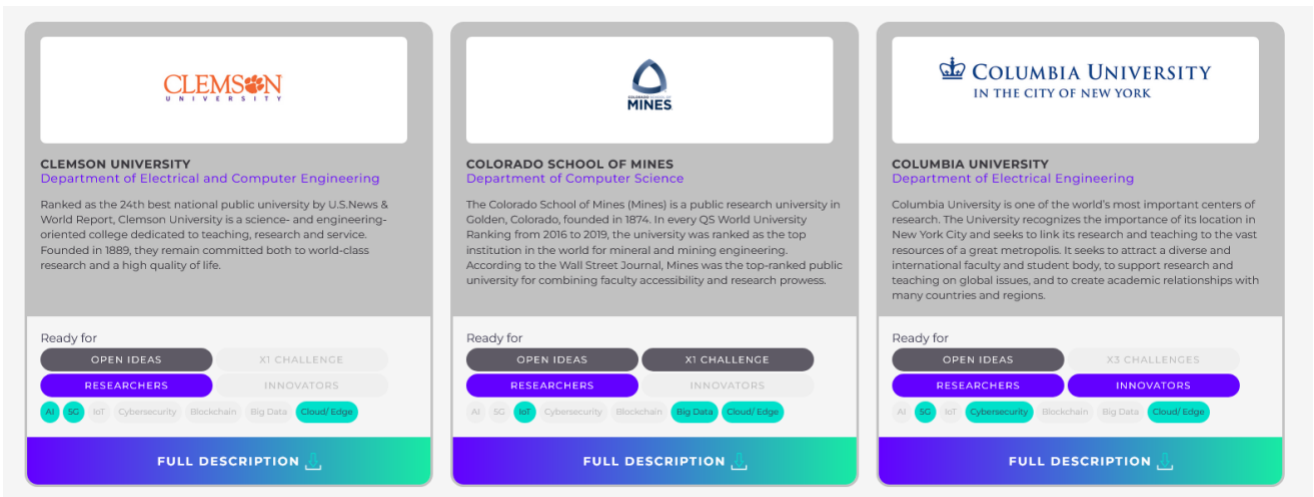 CLEMSON
UNIVERSITY
CLEMSON UNIVERSITY
Department of Electrical and Computer Engineering
Ranked as the 24th best national public university by U.S.News &
World Report, Clemson University is a science- and engineering-
oriented college dedicated to teaching, research and service.
Founded in 1889, they remain committed both to world-class
research and a high quality of life.
Ready for
OPEN IDEAS
X1 CHALLENGE
RESEARCHERS
INNOVATORS
AI 5G IoT Cybersecurity Blockchain Big Data Cloud/ Edge
FULL DESCRIPTION
COLORADO SCHOOL OF
MINES
COLORADO SCHOOL OF MINES
Department of Computer Science
The Colorado School of Mines (Mines) is a public research university in
Golden, Colorado, founded in 1874. In every QS World University
Ranking from 2016 to 2019, the university was ranked as the top
institution in the world for mineral and mining engineering.
According to the Wall Street Journal, Mines was the top-ranked public
university for combining faculty accessibility and research prowess.
Ready for
OPEN IDEAS
X1 CHALLENGE
RESEARCHERS
INNOVATORS
AI 5G IoT Cybersecurity Blockchain Big Data Cloud/ Edge
FULL DESCRIPTION
COLUMBIA UNIVERSITY
IN THE CITY OF NEW YORK
COLUMBIA UNIVERSITY
Department of Electrical Engineering
Columbia University is one of the world's most important centers of
research. The University recognizes the importance of its location in
New York City and seeks to link its research and teaching to the vast
resources of a great metropolis. It seeks to attract a diverse and
international faculty and student body, to support research and
teaching on global issues, and to create academic relationships with
many countries and regions.
Ready for
OPEN IDEAS
X3 CHALLENGES
RESEARCHERS
INNOVATORS
AI 5G IoT Cybersecurity Blockchain Big Data Cloud/ Edge
FULL DESCRIPTION